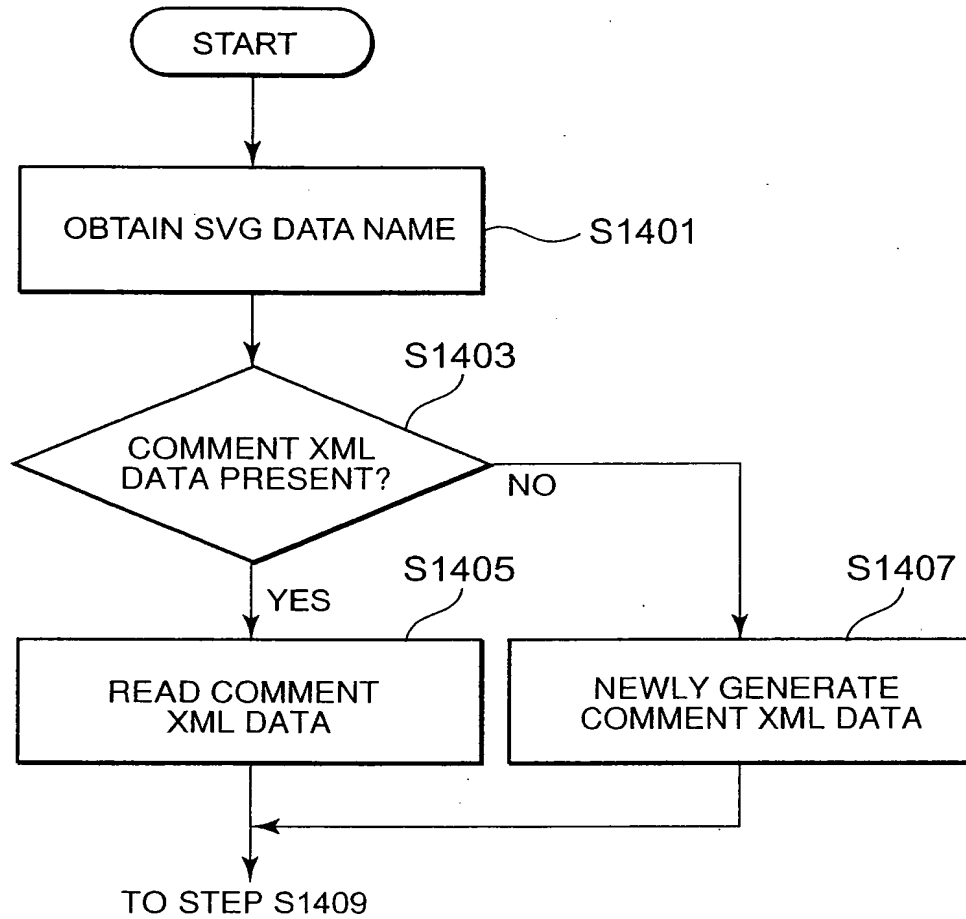 START
OBTAIN SVG DATA NAME
S1401
S1403
COMMENT XML
DATA PRESENT?
NO
YES
S1405
S1407
READ COMMENT
XML DATA
NEWLY GENERATE
COMMENT XML DATA
TO STEP S1409